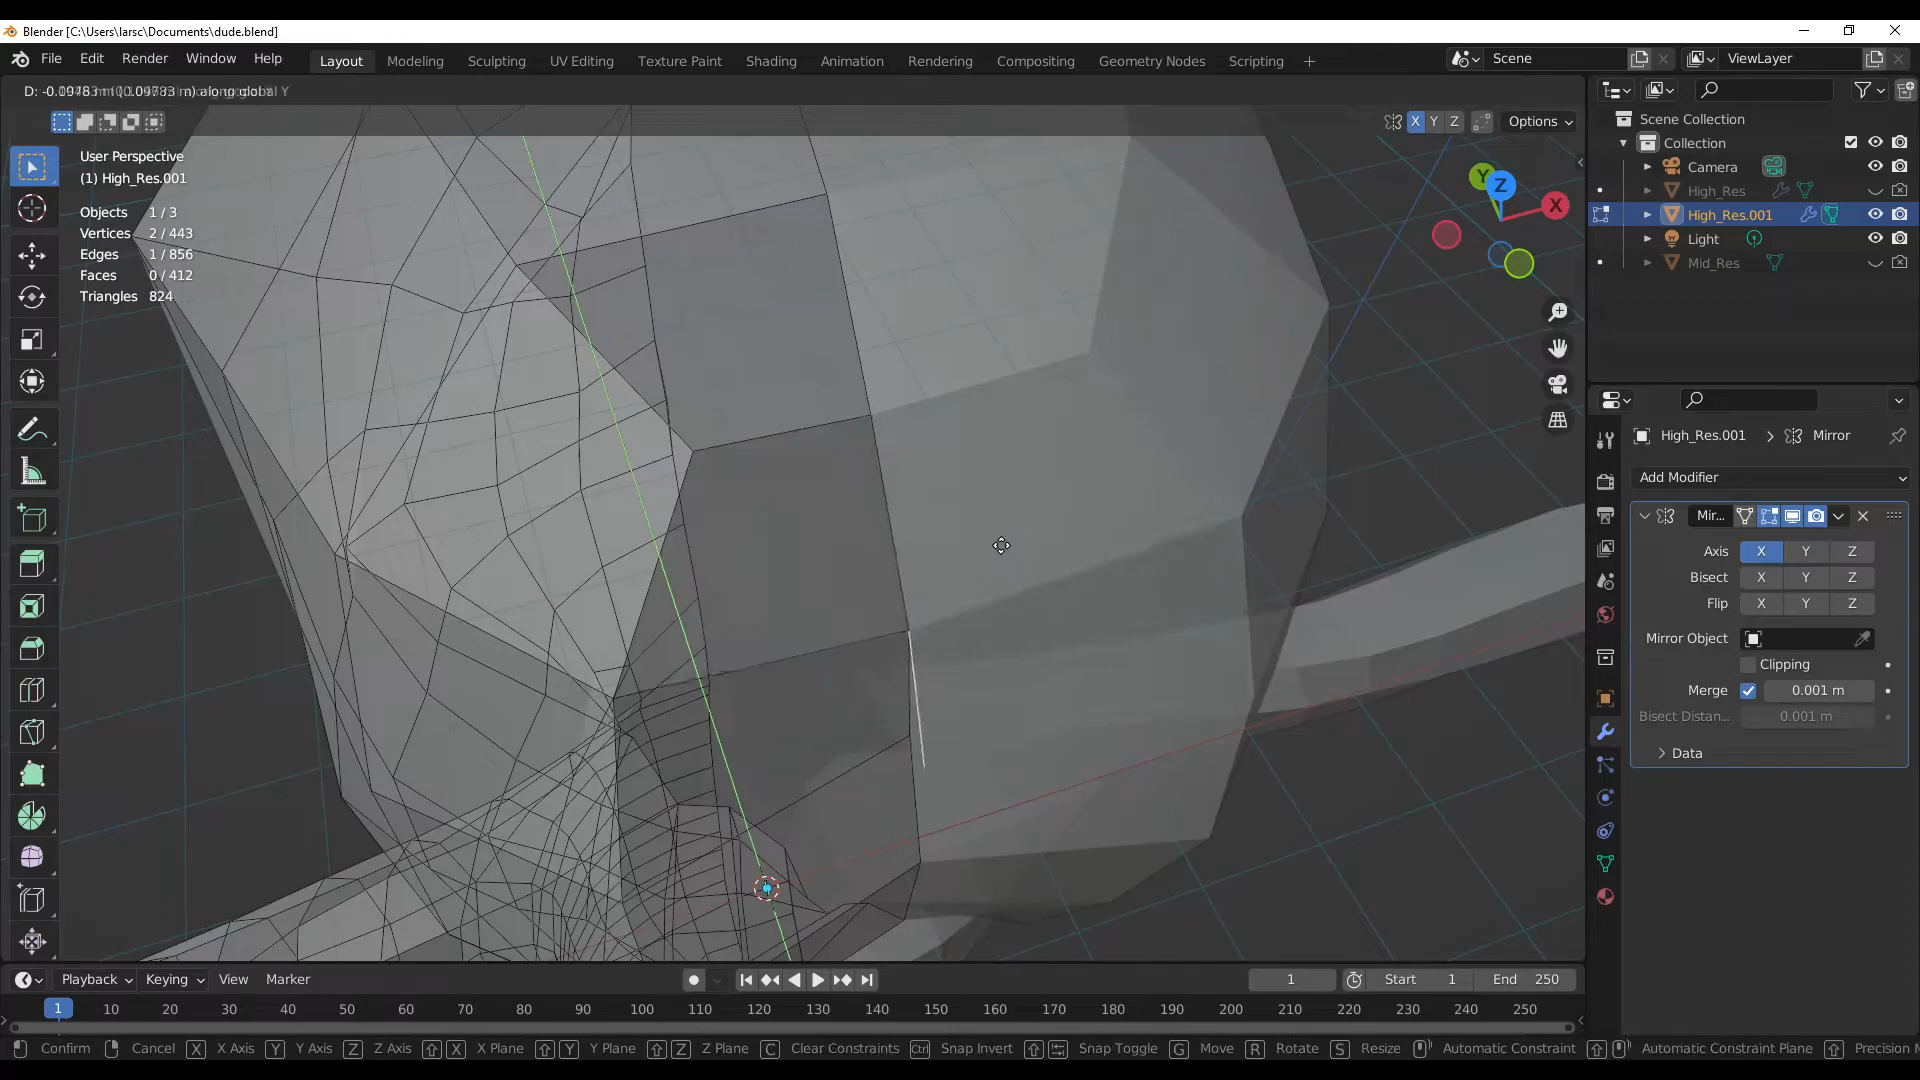 Blender [C:\Users\larsc\Documents\dude.blend]
File Edit Render Window Help Layout Modeling Sculpting UV Editing Texture Paint Shading Animation Rendering Compositing Geometry Nodes Scripting + Scene ViewLayer
along global Y
X Y Z Options
User Perspective
(1) High_Res.001
Objects 1 / 3
Vertices 2 / 443
Edges 1 / 856
Faces 0 / 412
Triangles 824
Y Z X
Scene Collection
Collection
Camera
High_Res
High_Res.001
Light
Mid_Res
High_Res.001 > Mirror
Add Modifier
Mir...
Axis X Y Z
Bisect X Y Z
Flip X Y Z
Mirror Object
Clipping
Merge 0.001 m
Bisect Distan... 0.001 m
Data
Playback Keying View Marker 1 Start 1 End 250
1 10 20 30 40 50 60 70 80 90 100 110 120 130 140 150 160 170 180 190 200 210 220 230 240 250
Confirm Cancel X X Axis Y Y Axis Z Z Axis X X Plane Y Y Plane Z Z Plane C Clear Constraints Ctrl Snap Invert Snap Toggle G Move R Rotate S Resize Automatic Constraint Automatic Constraint Plane Precision M